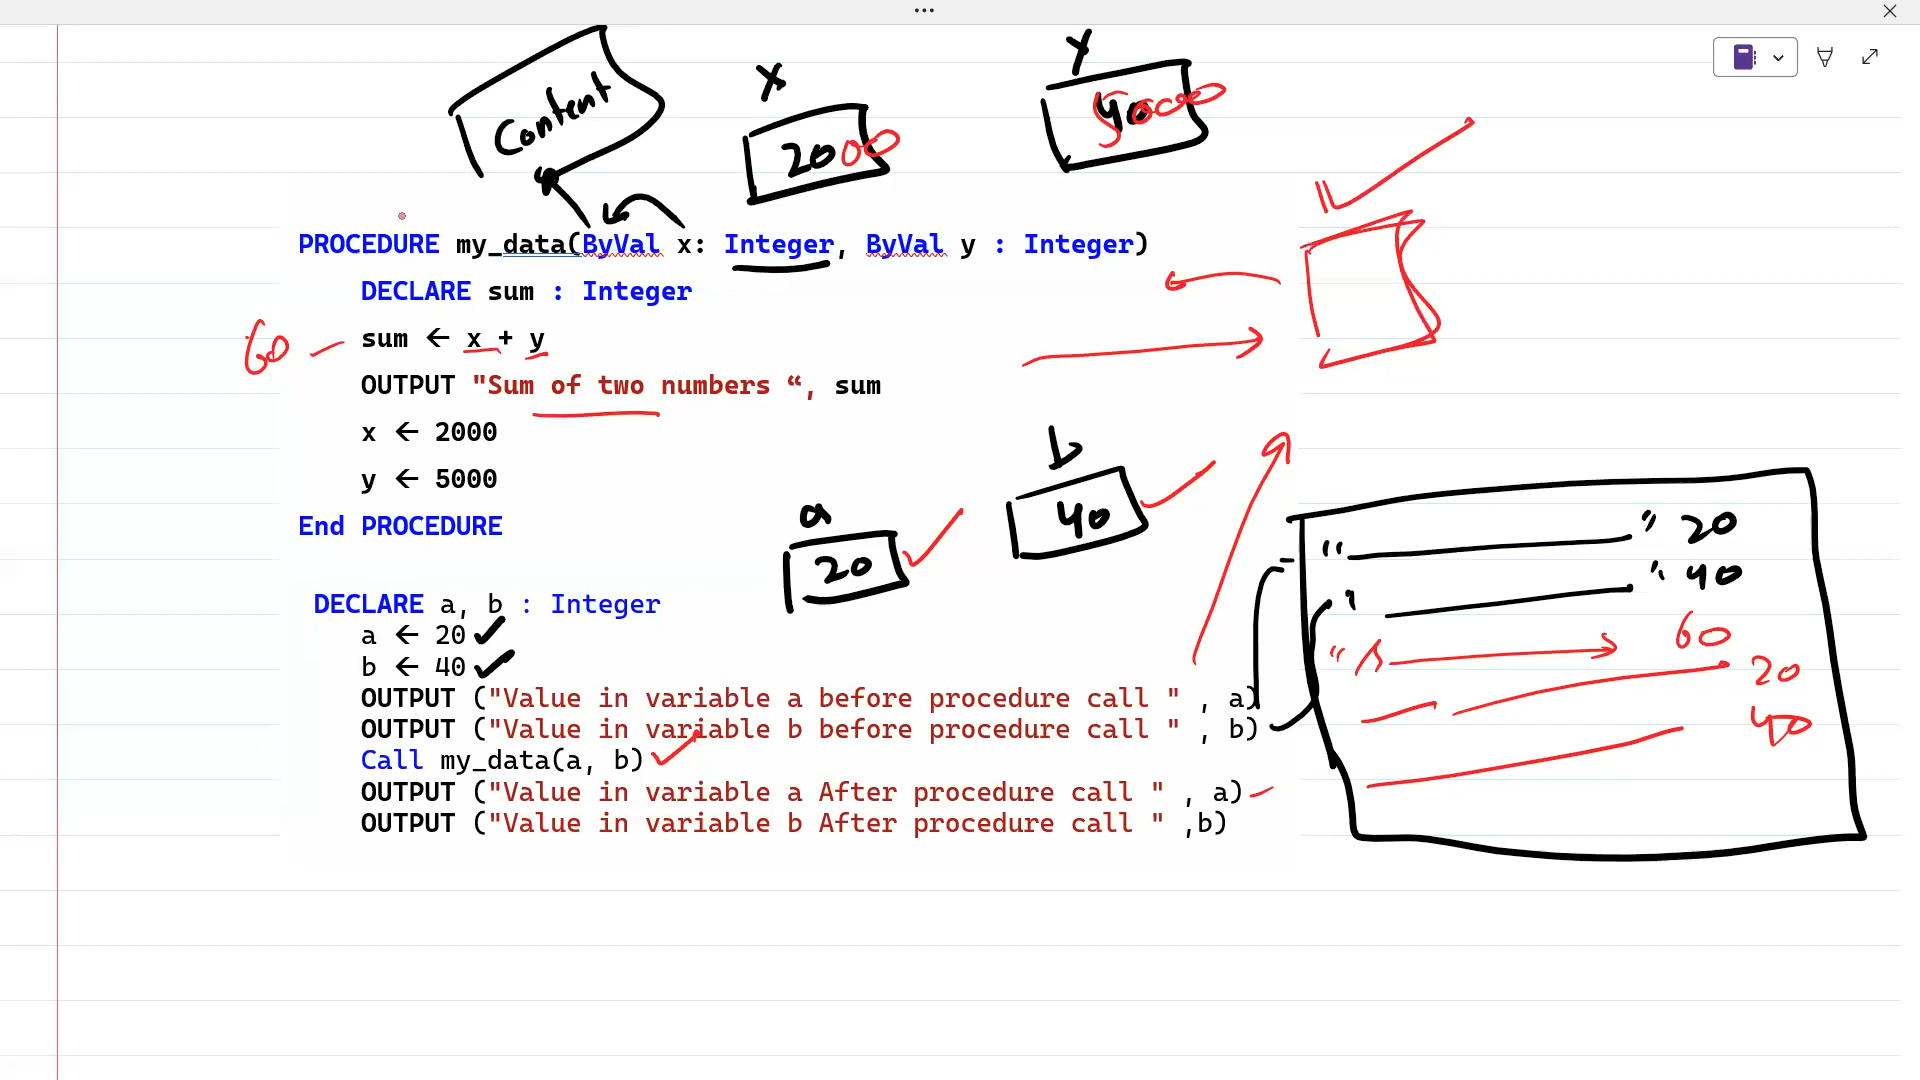 Content
x
2000
y
40
5000
PROCEDURE my_data(ByVal x: Integer, ByVal y : Integer)
DECLARE sum : Integer
60
sum ← x + y
OUTPUT "Sum of two numbers “, sum
x ← 2000
y ← 5000
End PROCEDURE
a
20
b
40
DECLARE a, b : Integer
a ← 20
b ← 40
OUTPUT ("Value in variable a before procedure call " , a)
OUTPUT ("Value in variable b before procedure call " , b)
Call my_data(a, b)
OUTPUT ("Value in variable a After procedure call " , a)
OUTPUT ("Value in variable b After procedure call " ,b)
" " 20
" " 40
" s 60
20
40